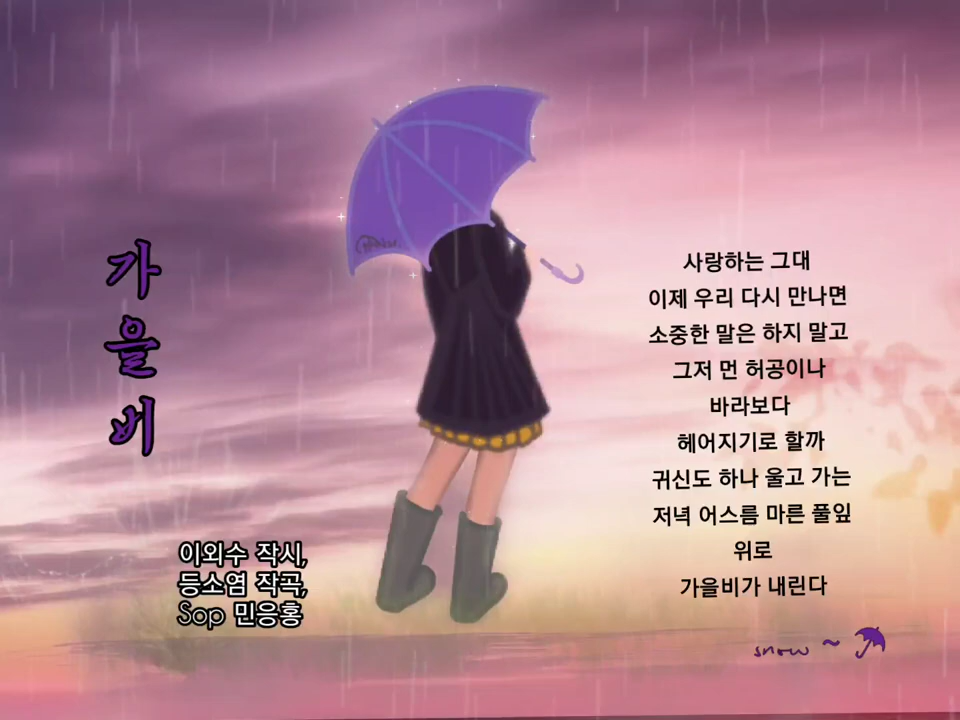 가을비
사랑하는 그대
이제 우리 다시 만나면
소중한 말은 하지 말고
그저 먼 허공이나
바라보다
헤어지기로 할까
귀신도 하나 울고 가는
저녁 어스름 마른 풀잎
위로
가을비가 내린다
이외수 작시,
등소염 작곡,
Sop 민응홍
snow ~